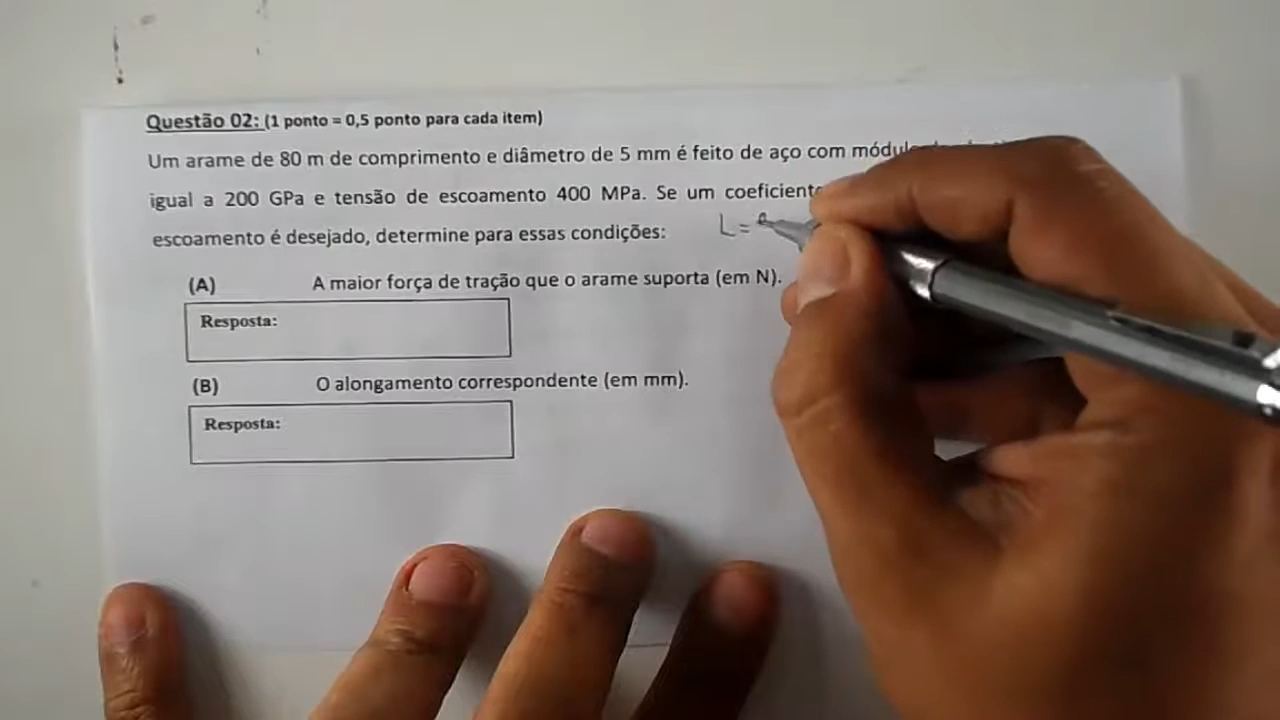 Questão 02: (1 ponto = 0,5 ponto para cada item)
Um arame de 80 m de comprimento e diâmetro de 5 mm é feito de aço com
igual a 200 GPa e tensão de escoamento 400 MPa. Se um
escoamento é desejado, determine para essas condições:
L =
(A) A maior força de tração que o arame suporta (em N).
Resposta:
(B) O alongamento correspondente (em mm).
Resposta: